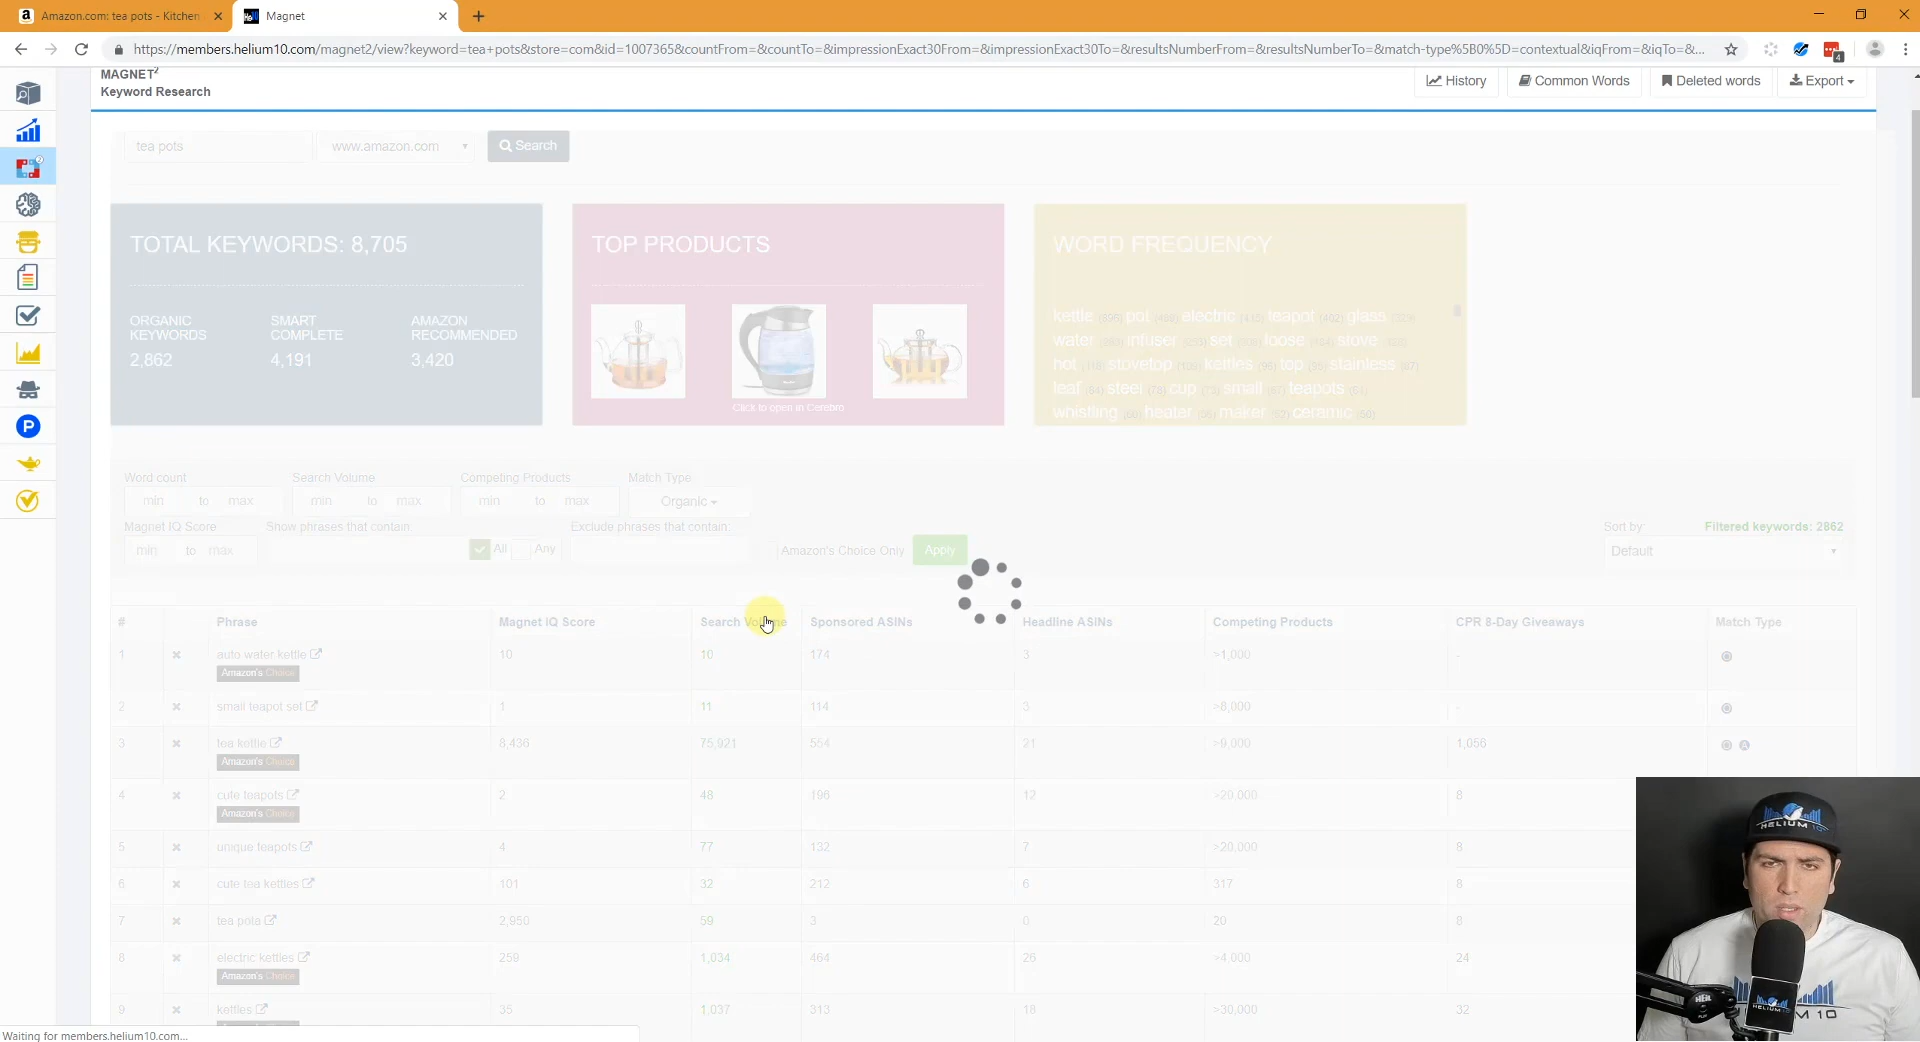 Amazon.com: tea pots - Kitchen
Magnet
https://members.helium10.com/magnet2/view?keyword=tea+pots&store=com&id=1007365&countFrom=&countTo=&impressionExact30From=&impressionExact30To=&resultsNumberFrom=&resultsNumberTo=&match-type%5B0%5D=contextual&iqFrom=&iqTo=&...
4
MAGNET²
Keyword Research
History
Common Words
Deleted words
Export
tea pots
www.amazon.com
Search
TOTAL KEYWORDS: 8,705
ORGANIC KEYWORDS
2,862
SMART COMPLETE
4,191
AMAZON RECOMMENDED
3,420
TOP PRODUCTS
Click to open in Cerebro
WORD FREQUENCY
kettle pot electric teapot glass
water infuser set loose stove
hot stovetop kettles top stainless
leaf steel cup small teapots
whistling heater maker ceramic
Word count
min to max
Search Volume
min to max
Competing Products
min to max
Match Type
Organic
Magnet IQ Score
min to max
Show phrases that contain:
All Any
Exclude phrases that contain:
Amazon's Choice Only
Apply
Sort by: Filtered keywords: 2862
Default
# Phrase Magnet IQ Score Search Volume Sponsored ASINs Headline ASINs Competing Products CPR 8-Day Giveaways Match Type
1 auto water kettle 10 10 174 3 >1,000 -
Amazon's Choice
2 small teapot set 1 11 114 3 >8,000 -
3 tea kettle 8,436 75,921 554 21 >9,000 1,056
Amazon's Choice
4 cute teapots 2 48 196 12 >20,000 8
Amazon's Choice
5 unique teapots 4 77 132 7 >20,000 8
6 cute tea kettles 101 32 212 6 317 8
7 tea pota 2,950 59 3 0 20 8
8 electric kettles 259 1,034 464 26 >4,000 24
Amazon's Choice
9 kettles 35 1,037 313 18 >30,000 32
Waiting for members.helium10.com...
HELIUM 10